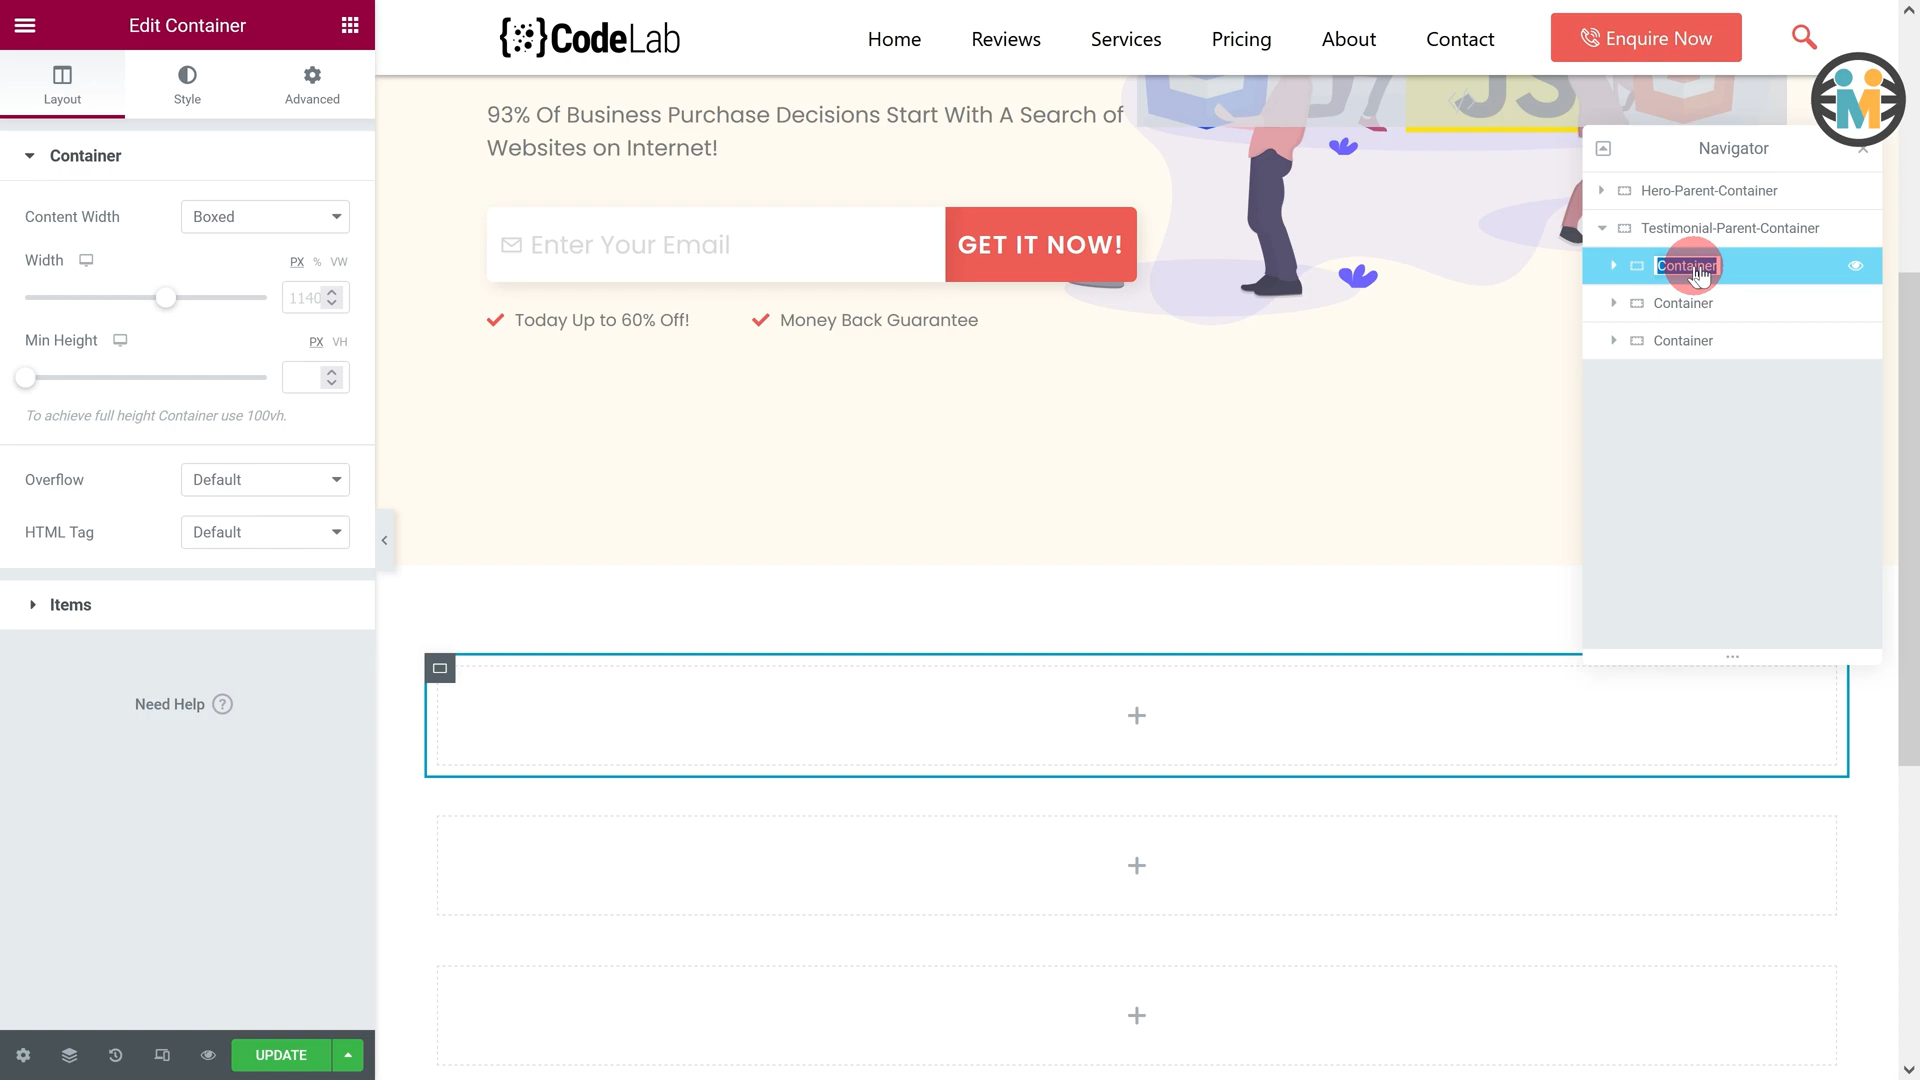 Edit Container
Layout
Style
Advanced
Container
Content Width
Boxed
Width
PX % VW
1140
Min Height
PX VH
To achieve full height Container use 100vh.
Overflow
Default
HTML Tag
Default
Items
Need Help ?
UPDATE
{CodeLab
Home
Reviews
Services
Pricing
About
Contact
Enquire Now
93% Of Business Purchase Decisions Start With A Search of
Websites on Internet!
Enter Your Email
GET IT NOW!
Today Up to 60% Off!
Money Back Guarantee
JS
M
Navigator
Hero-Parent-Container
Testimonial-Parent-Container
Container
Container
Container